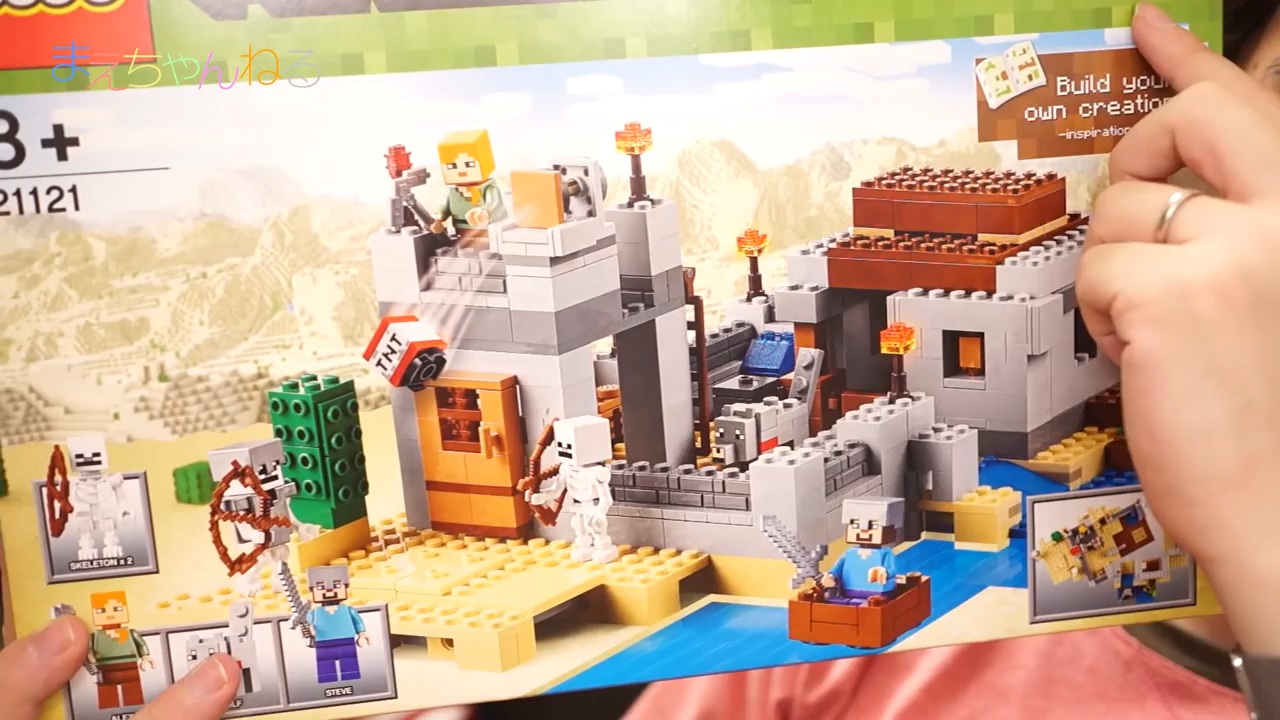 まえちゃんねる
8+
21121
Build your
own creation
-inspiration
TNT
SKELETON x 2
STEVE